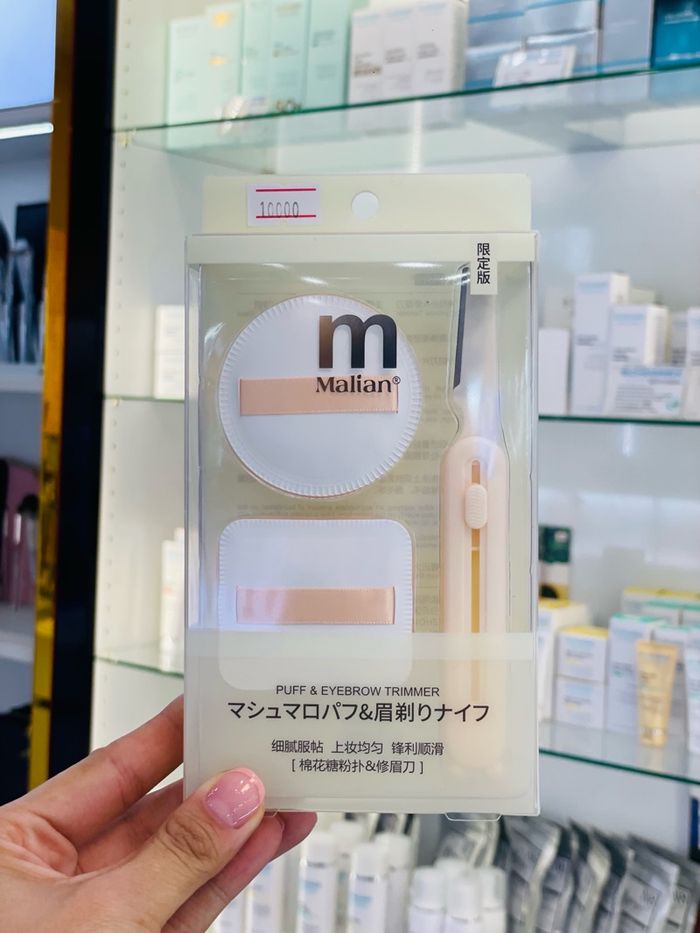 10000
限定版
m
Malian®
PUFF & EYEBROW TRIMMER
マシュマロパフ&眉剃りナイフ
细腻服帖 上妆均匀 锋利顺滑
[ 棉花糖粉扑&修眉刀 ]